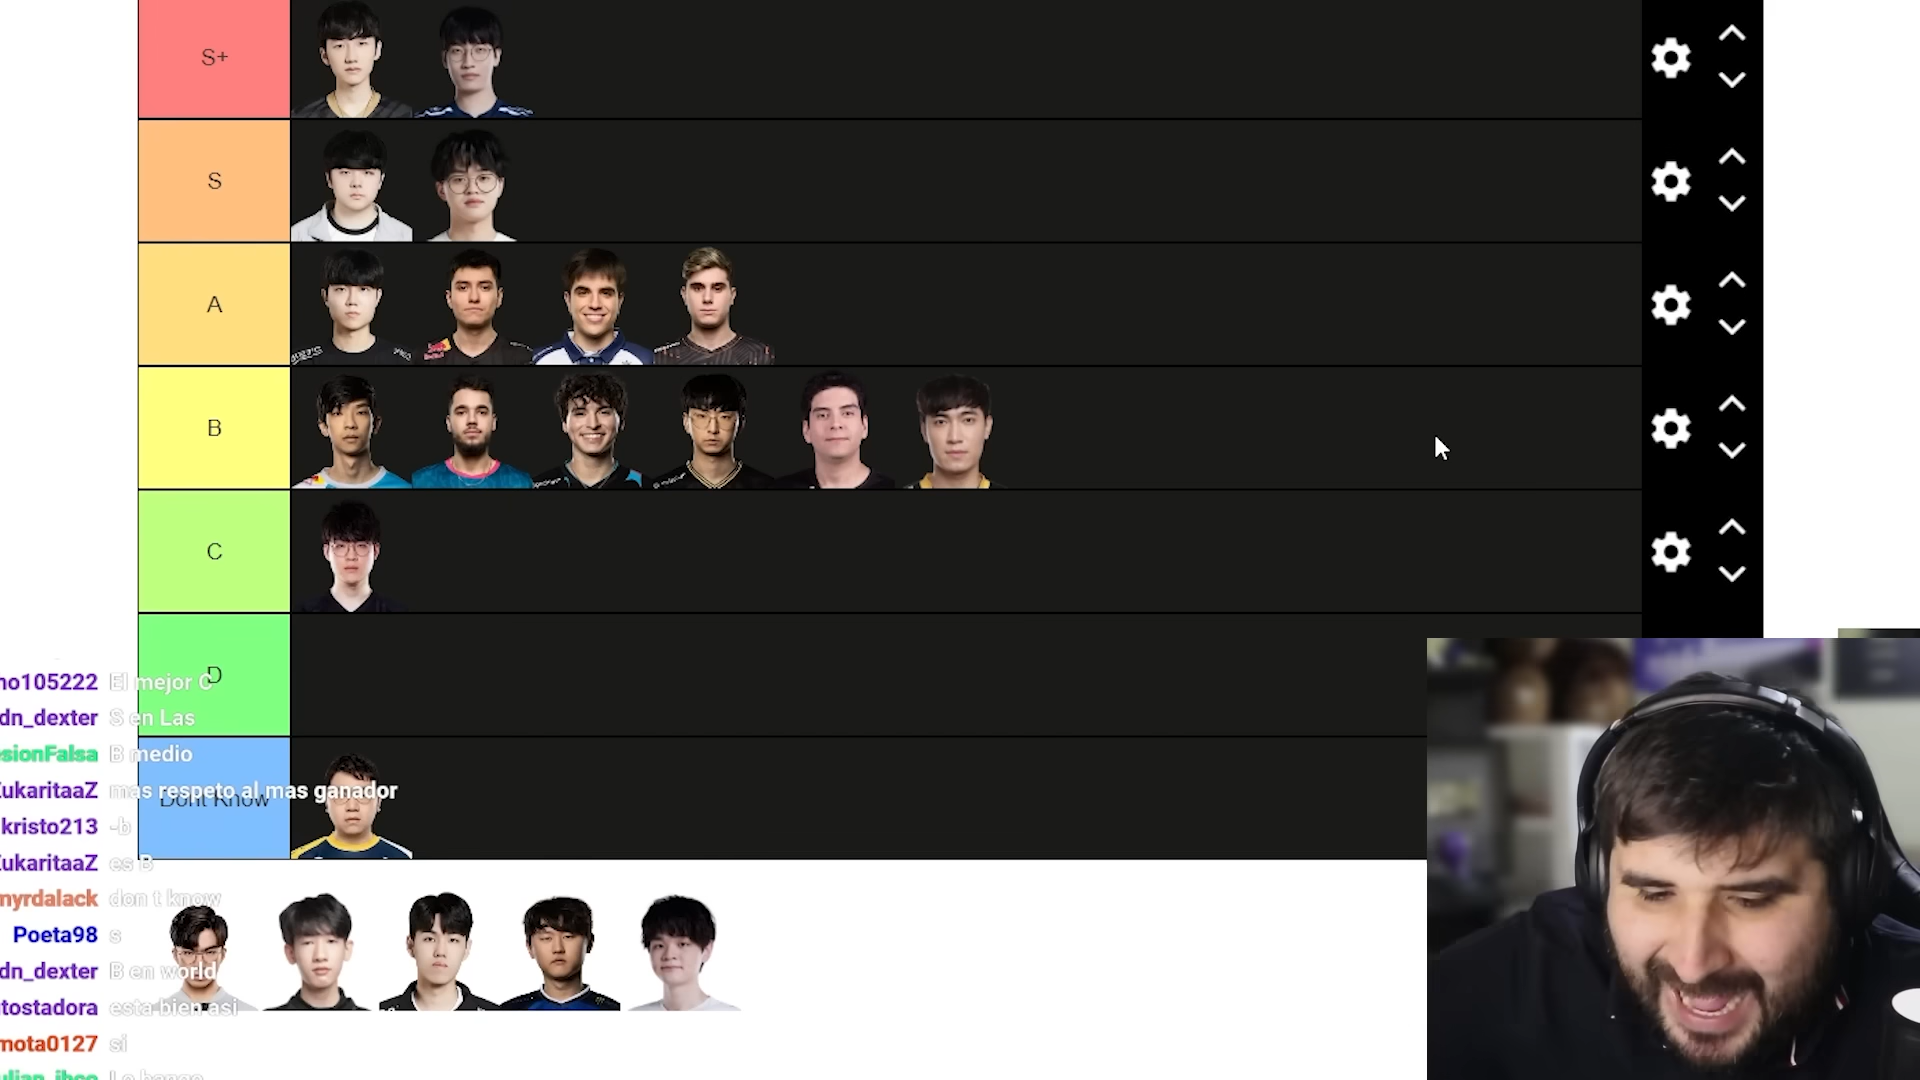 S+
S
A
B
C
D
Dont Know
no105222 El mejor C
dn_dexter S en Las
sionFalsa B medio
ukaritaaZ mas respeto al mas ganador
kristo213 -b
ukaritaaZ es B
nyrdalack don t know
Poeta98 s
dn_dexter B en world
tostadora esta bien asi
mota0127 si